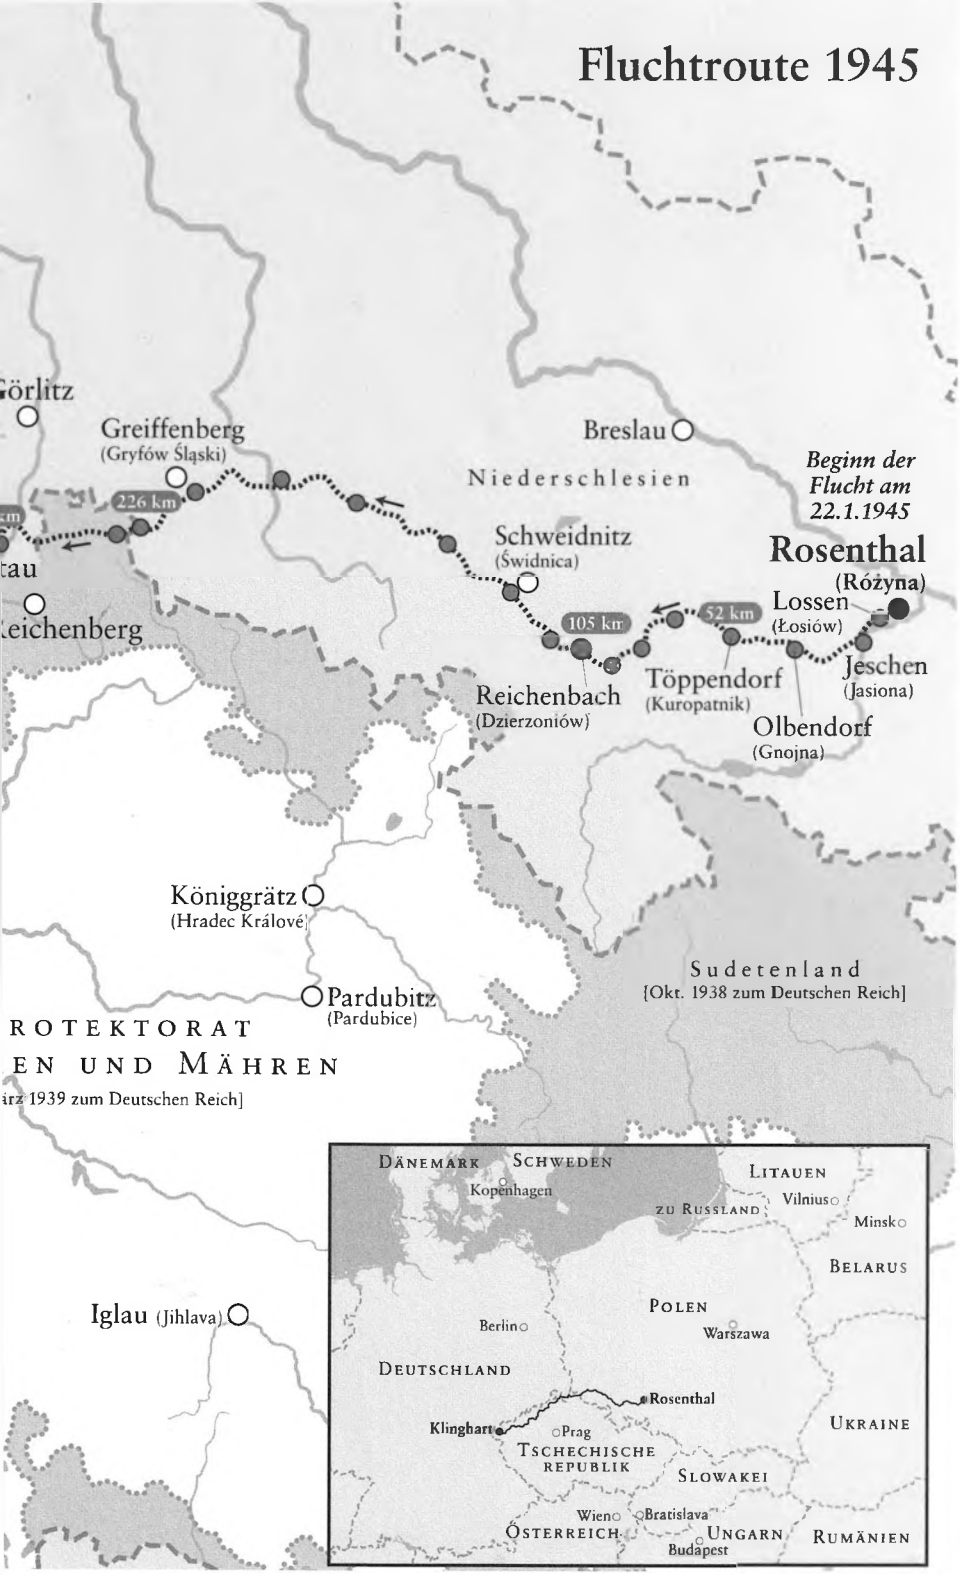 Fluchtroute 1945
Görlitz
Greiffenberg
(Gryfów Śląski)
226 km
km
tau
Reichenberg
Breslau
Niederschlesien
Beginn der
Flucht am
22.1.1945
Rosenthal
(Różyna)
Schweidnitz
(Świdnica)
105 km
52 km
Lossen
(Łosiów)
Jeschen
(Jasiona)
Töppendorf
(Kuropatnik)
Reichenbach
(Dzierzoniów)
Olbendorf
(Gnojna)
Königgrätz
(Hradec Králové)
Pardubitz
(Pardubice)
Sudetenland
[Okt. 1938 zum Deutschen Reich]
ROTEKTORAT
EN UND MÄHREN
ärz 1939 zum Deutschen Reich]
Iglau (Jihlava)
DÄNEMARK
SCHWEDEN
Kopenhagen
LITAUEN
Vilnius
ZU RUSSLAND
Minsk
BELARUS
POLEN
Berlin
Warszawa
DEUTSCHLAND
Rosenthal
Klinghart
Prag
TSCHECHISCHE
REPUBLIK
UKRAINE
SLOWAKEI
Wien
Bratislava
ÖSTERREICH
UNGARN
Budapest
RUMÄNIEN